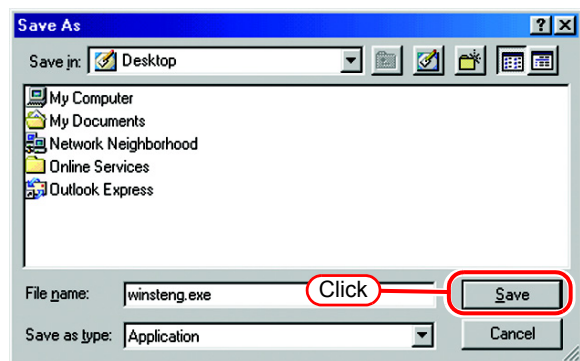 Save As
Save in: Desktop
My Computer
My Documents
Network Neighborhood
Online Services
Outlook Express
File name: winsteng.exe Click Save
Save as type: Application Cancel